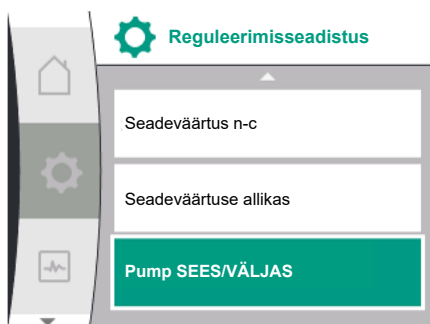 Reguleerimisseadistus
Seadeväärtus n-c
Seadeväärtuse allikas
Pump SEES/VÄLJAS